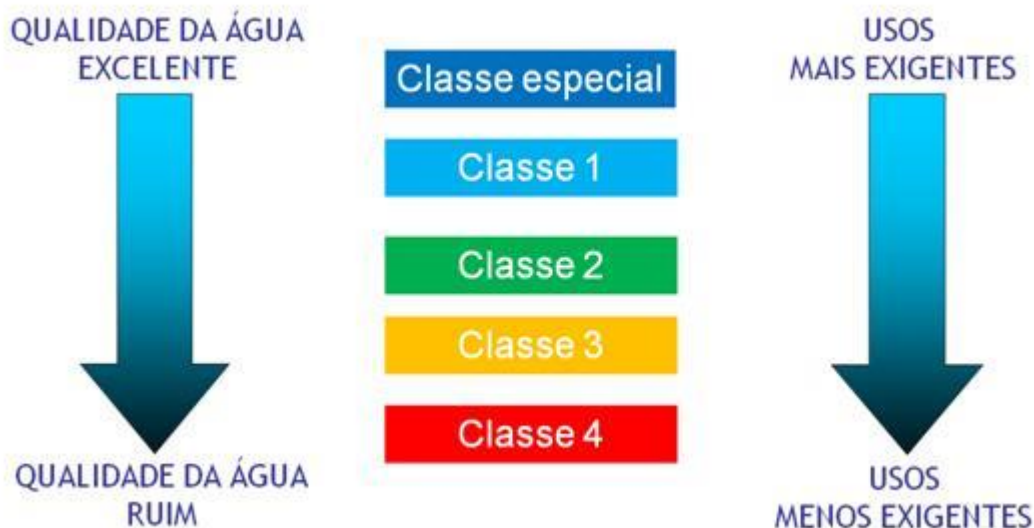 QUALIDADE DA ÁGUA
EXCELENTE
USOS
MAIS EXIGENTES
Classe especial
Classe 1
Classe 2
Classe 3
Classe 4
QUALIDADE DA ÁGUA
RUIM
USOS
MENOS EXIGENTES